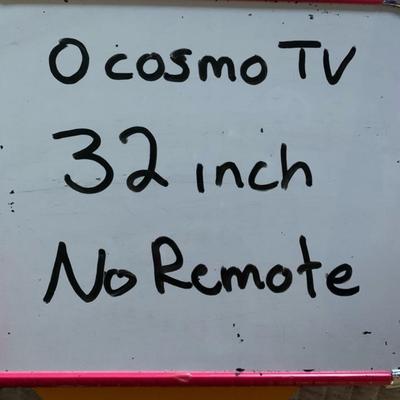 O cosmo TV
32 inch
No Remote